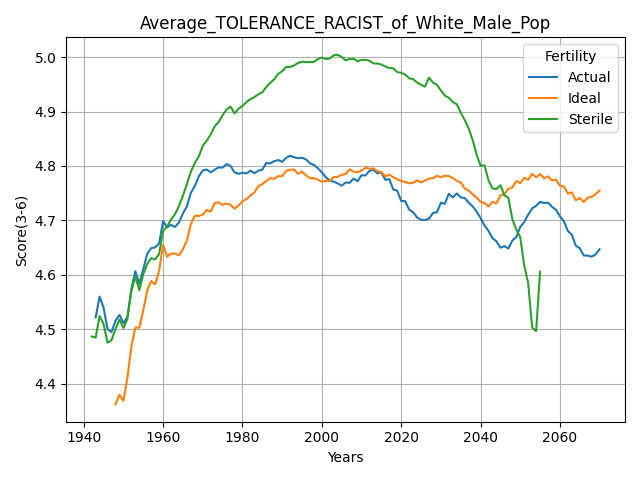 Average_TOLERANCE_RACIST_of_White_Male_Pop
Fertility
Actual
Ideal
Sterile
Score(3-6)
5.0
4.9
4.8
4.7
4.6
4.5
4.4
1940 1960 1980 2000 2020 2040 2060
Years